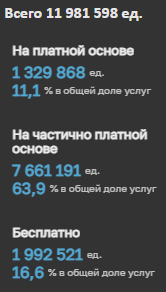 Всего 11 981 598 ед.
На платной основе
1 329 868 ед.
11,1 % в общей доле услуг
На частично платной
основе
7 661 191 ед.
63,9 % в общей доле услуг
Бесплатно
1 992 521 ед.
16,6 % в общей доле услуг